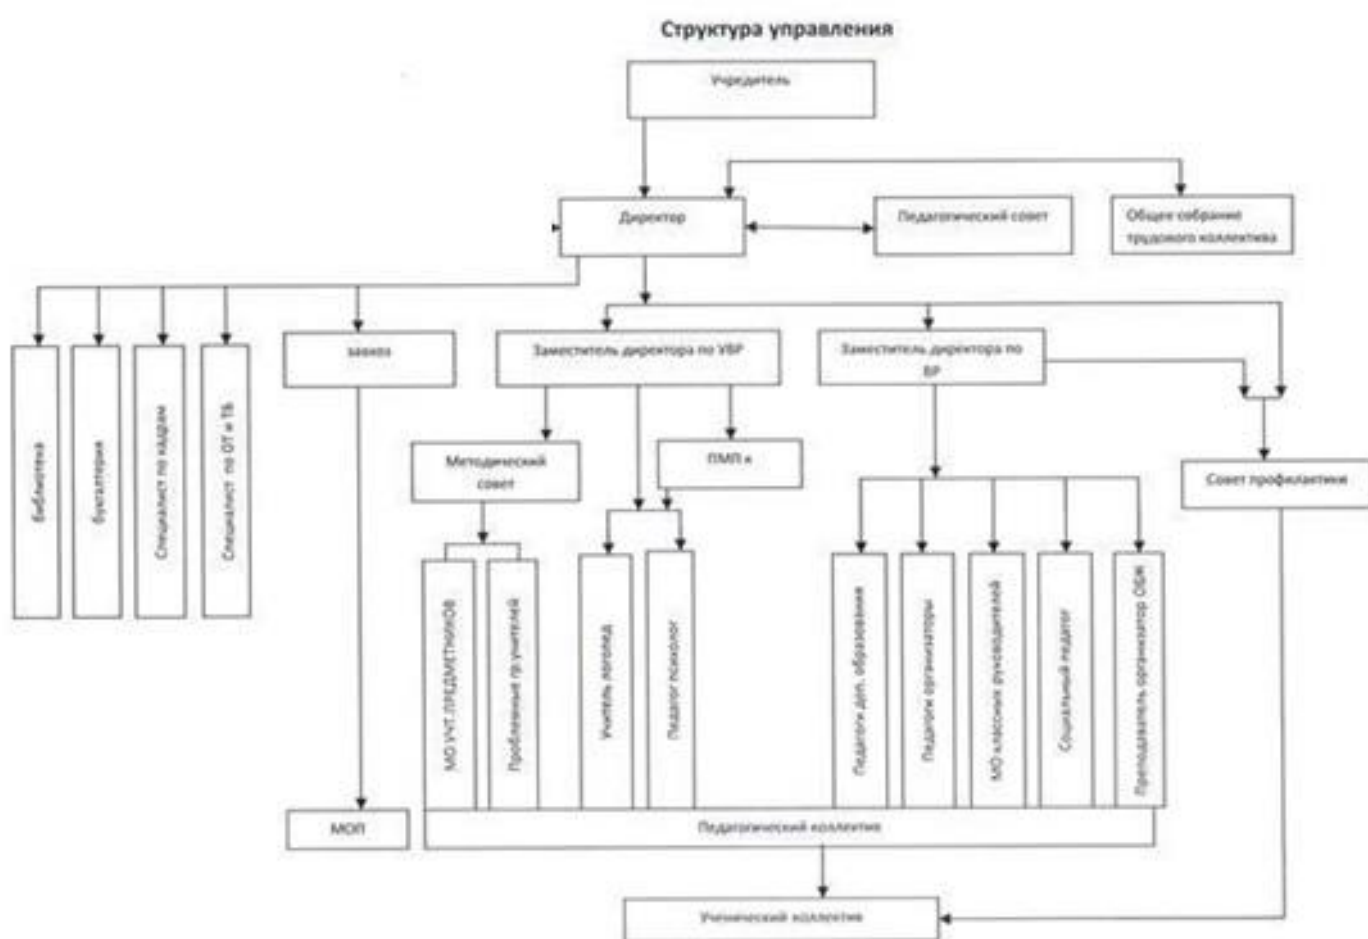 Структура управления
Учредитель
Директор
Педагогический совет
Общее собрание
трудового коллектива
библиотека
бухгалтерия
Специалист по кадрам
Специалист по ОТ и ТБ
завхоз
Заместитель директора по УВР
Заместитель директора по
ВР
Методический
совет
ПМП к
Совет профилактики
МО УЧТ.ПРЕДМЕТНИКОВ
Проблемные гр.учителей
Учитель логопед
Педагог психолог
Педагоги доп. образования
Педагоги организаторы
МО классных руководителей
Социальный педагог
Преподаватель организатор ОБЖ
МОП
Педагогический коллектив
Ученический коллектив